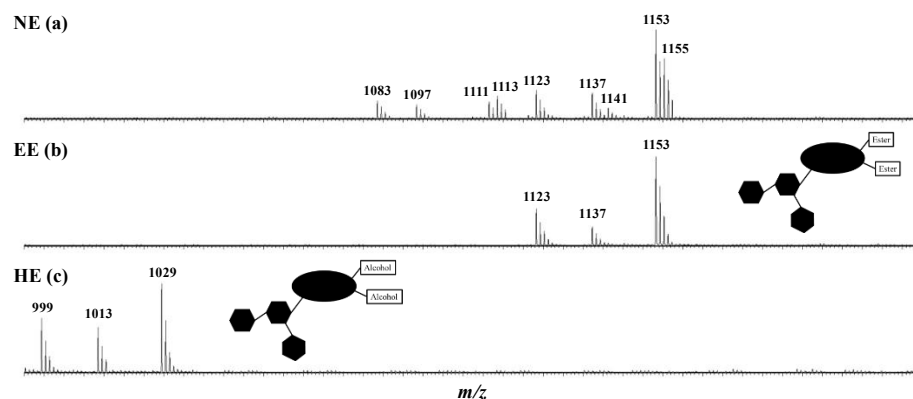 NE (a)
1083
1097
1111
1113
1123
1137
1141
1153
1155
EE (b)
1123
1137
1153
Ester
Ester
HE (c)
999
1013
1029
Alcohol
Alcohol
m/z